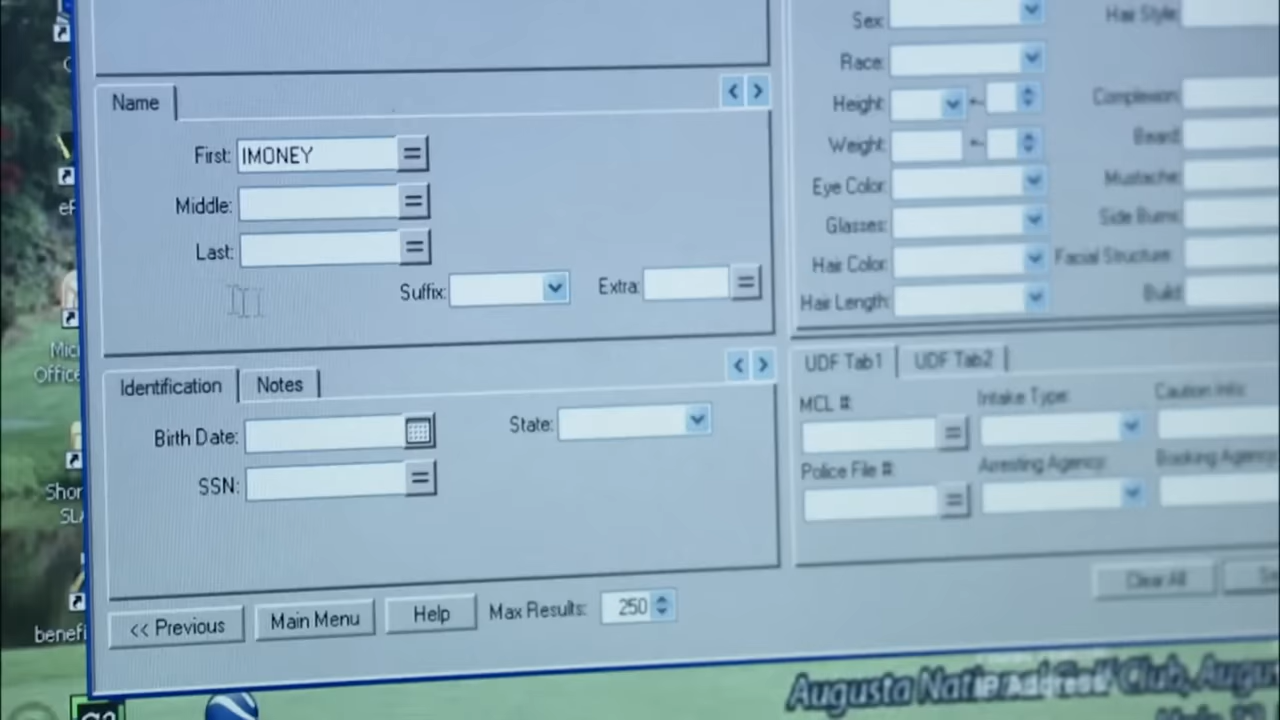 Sex:
Hair Style:
Race:
Name
Height:
Complexion:
Weight:
Beard:
First: IMONEY
Eye Color:
Mustache:
Middle:
Glasses:
Side Burns:
Last:
Hair Color:
Facial Structure:
Suffix:
Extra:
Hair Length:
Build:
Identification
Notes
UDF Tab1
UDF Tab2
MCL #:
Intake Type:
Caution Info:
Birth Date:
State:
Police File #:
Arresting Agency:
Booking Agency:
SSN:
Clear All
<< Previous
Main Menu
Help
Max Results: 250
Office
Augusta National Golf Club,
IP Address